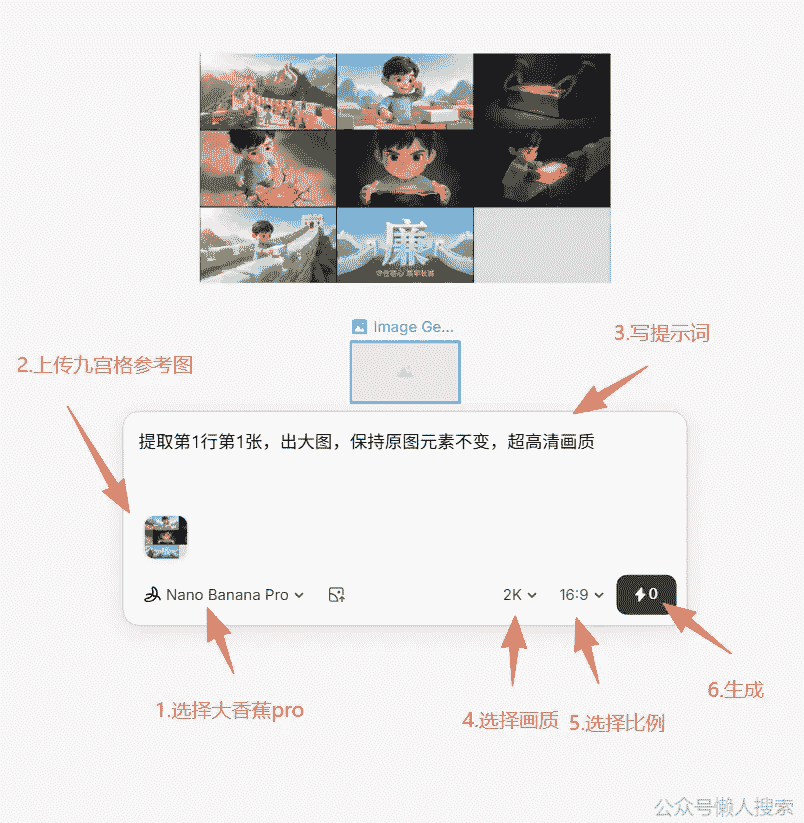 廉
Image Ge...
3.写提示词
2.上传九宫格参考图
提取第1行第1张，出大图，保持原图元素不变，超高清画质
Nano Banana Pro
2K
16:9
0
6.生成
1.选择大香蕉pro
4.选择画质
5.选择比例
公众号懒人搜索